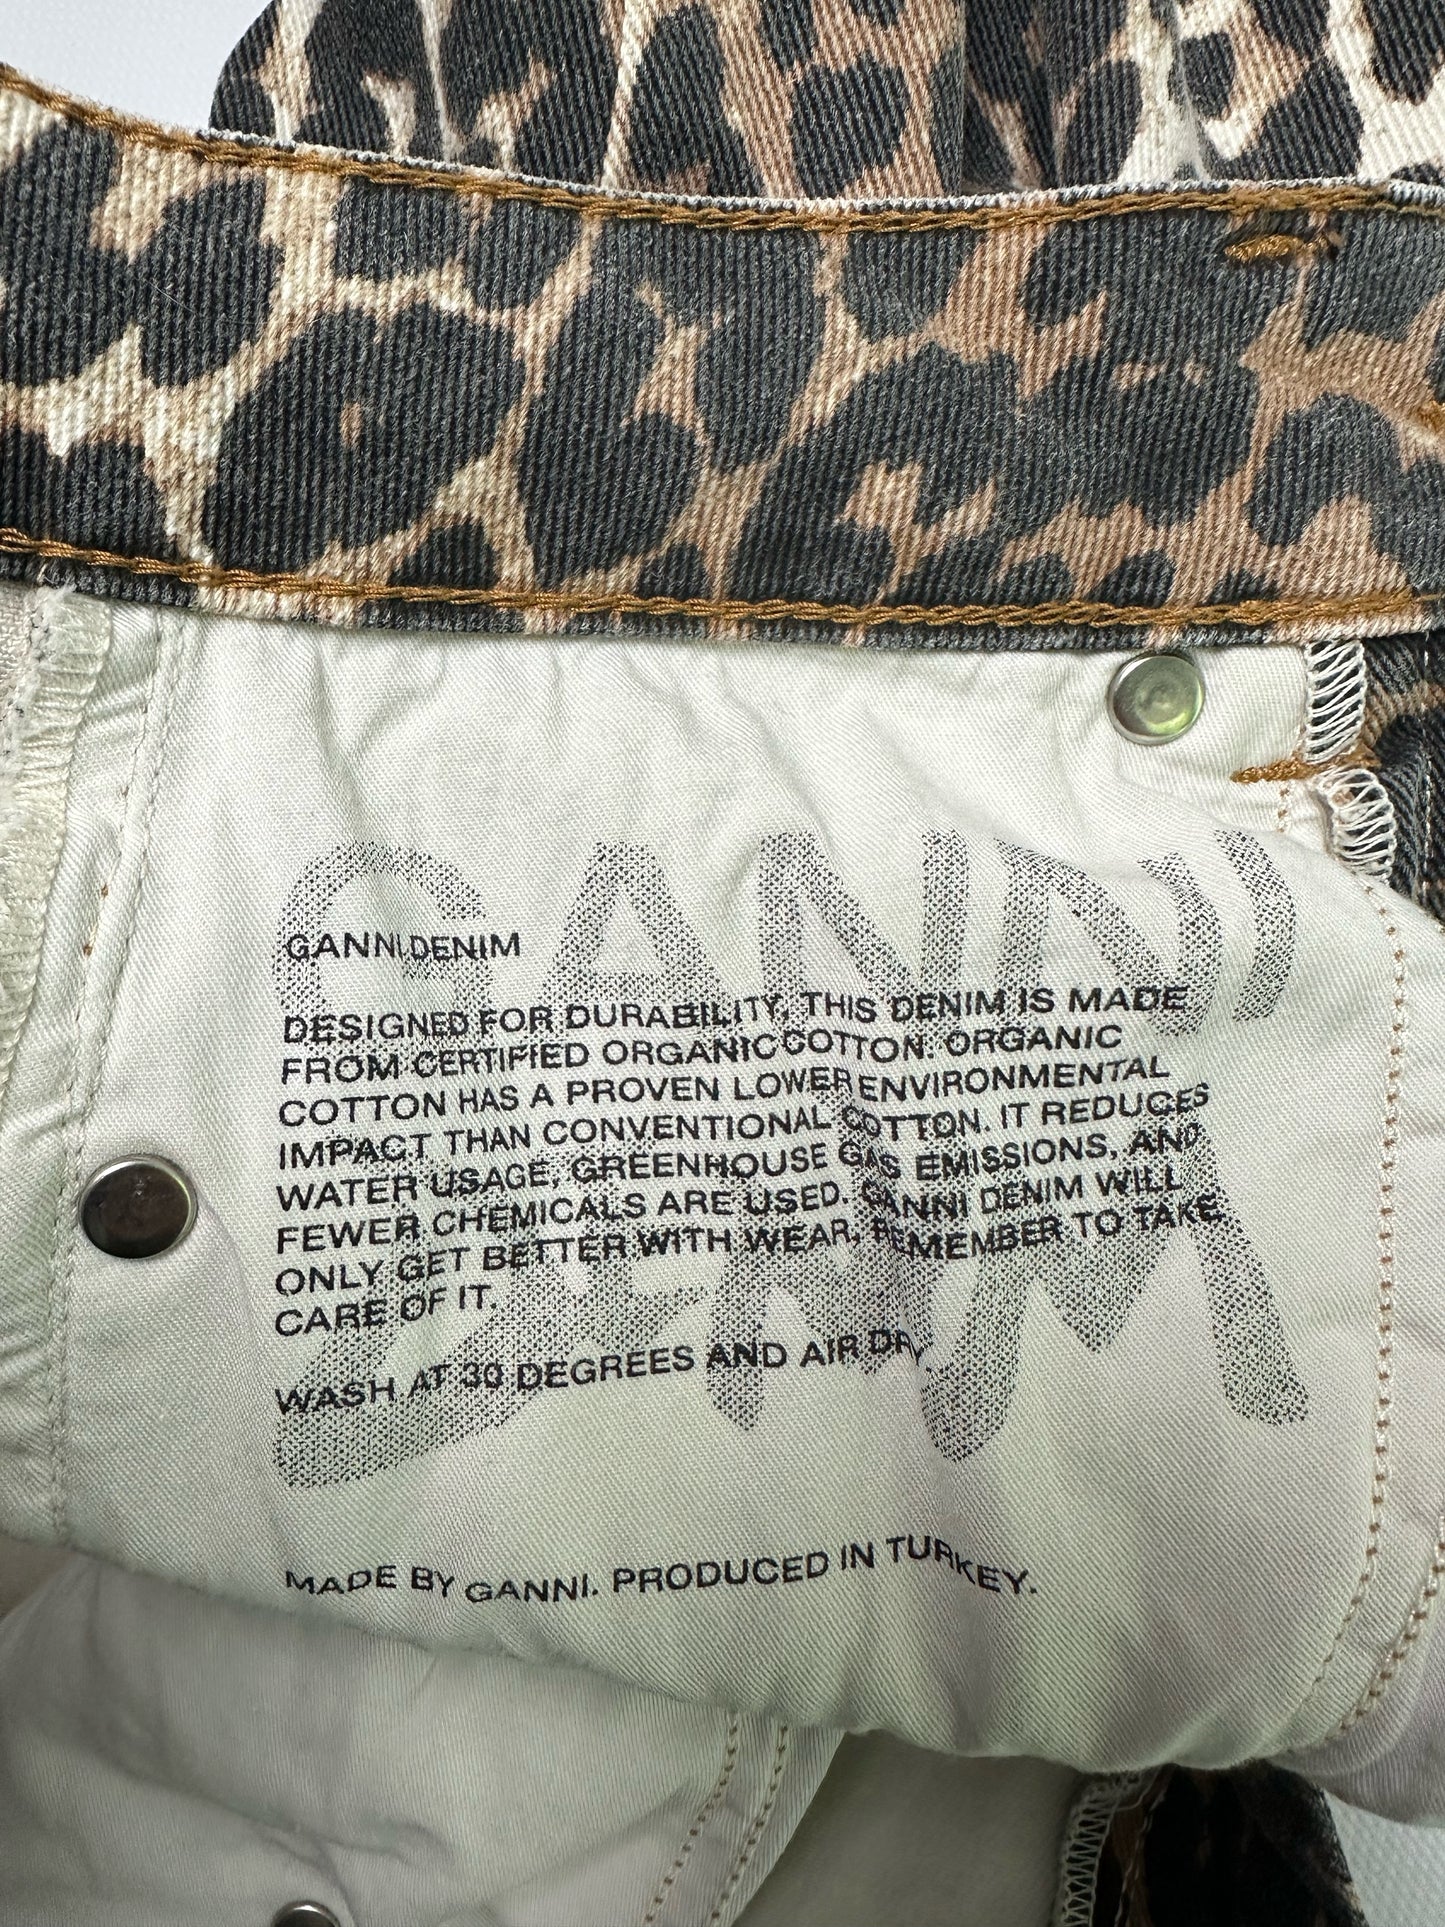 GANNI
DENIM
GANNI DENIM
DESIGNED FOR DURABILITY, THIS DENIM IS MADE
FROM CERTIFIED ORGANIC COTTON. ORGANIC
COTTON HAS A PROVEN LOWER ENVIRONMENTAL
IMPACT THAN CONVENTIONAL COTTON. IT REDUCES
WATER USAGE, GREENHOUSE GAS EMISSIONS, AND
FEWER CHEMICALS ARE USED. GANNI DENIM WILL
ONLY GET BETTER WITH WEAR, REMEMBER TO TAKE
CARE OF IT.
WASH AT 30 DEGREES AND AIR DRY.
MADE BY GANNI. PRODUCED IN TURKEY.